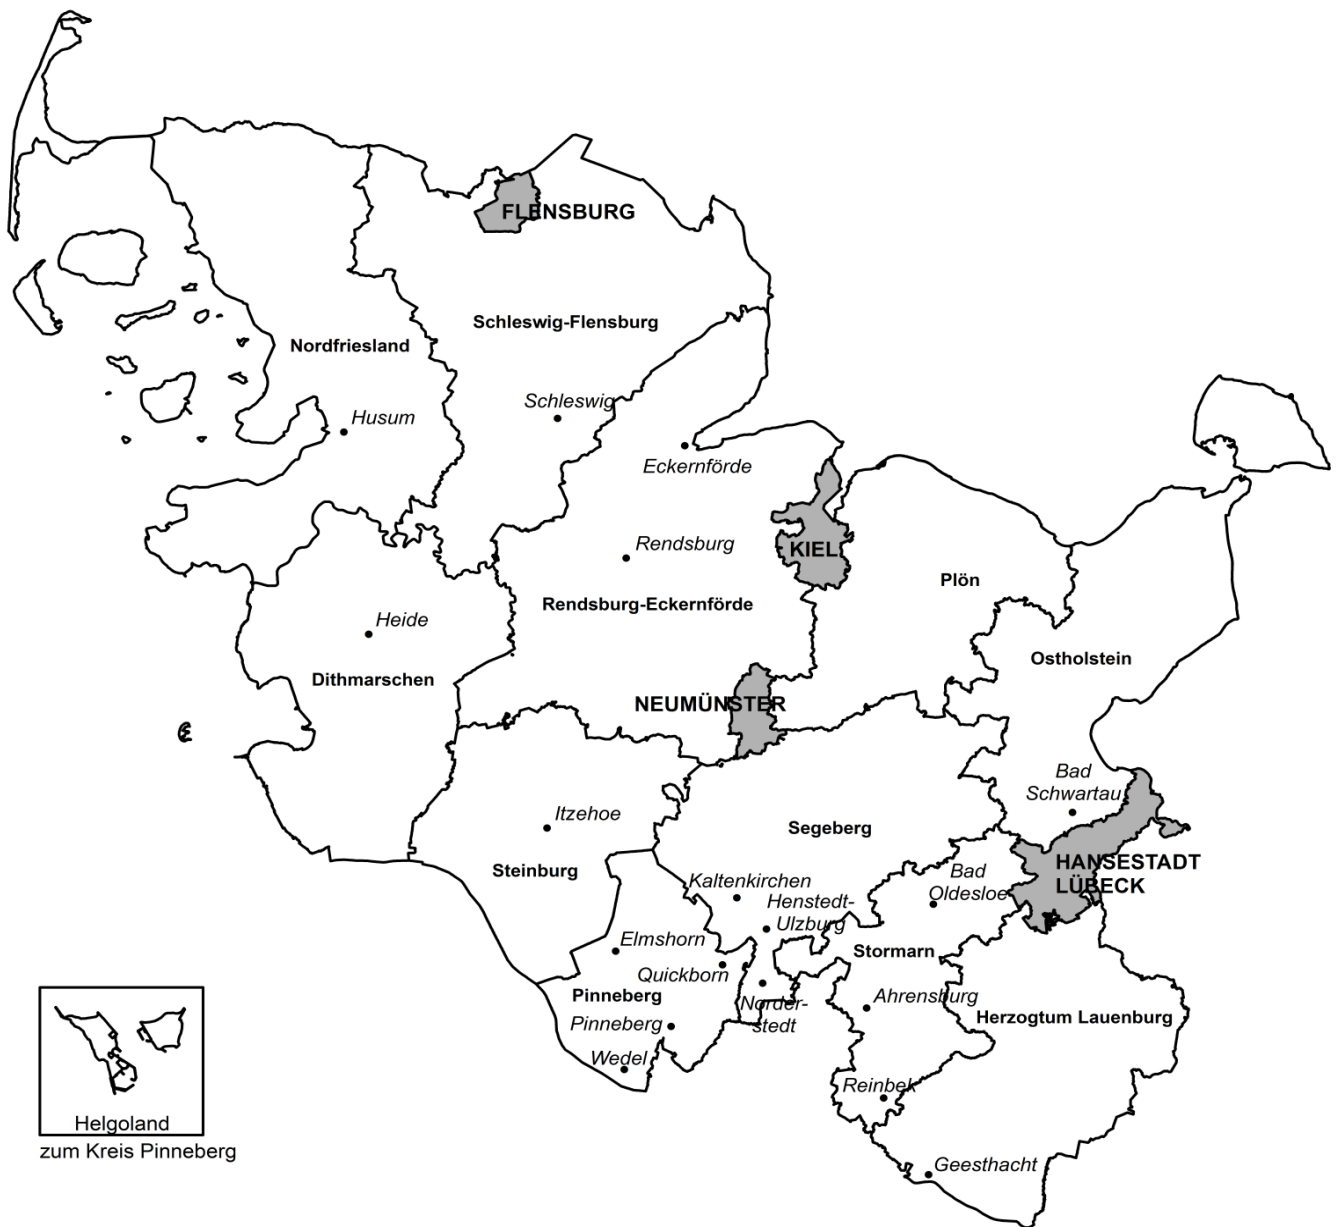 FLENSBURG
Schleswig-Flensburg
Nordfriesland
Schleswig
Husum
Eckernförde
Rendsburg
KIEL
Plön
Rendsburg-Eckernförde
Heide
Ostholstein
Dithmarschen
NEUMÜNSTER
Bad
Schwartau
Itzehoe
Segeberg
Steinburg
HANSESTADT
LÜBECK
Bad
Oldesloe
Kaltenkirchen
Henstedt-
Ulzburg
Elmshorn
Stormarn
Quickborn
Pinneberg
Norder-
stedt
Ahrensburg
Herzogtum Lauenburg
Pinneberg
Wedel
Reinbek
Helgoland
zum Kreis Pinneberg
Geesthacht